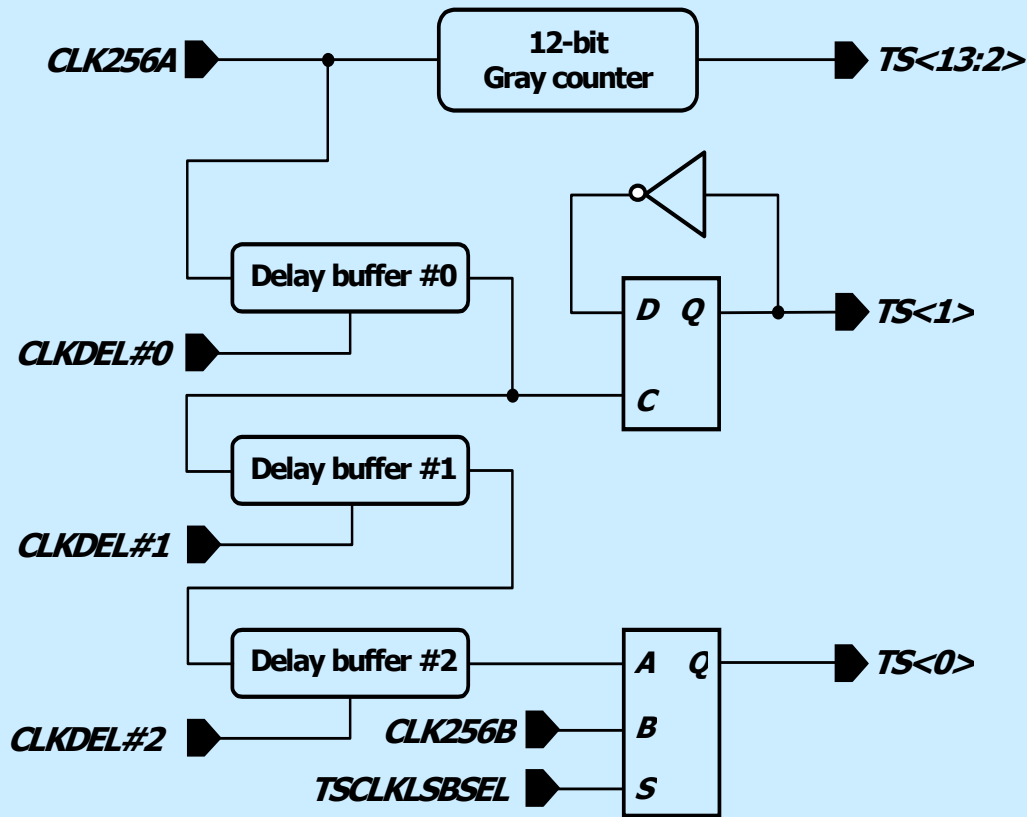 CLK256A
12-bit
Gray counter
TS<13:2>
Delay buffer #0
D Q
TS<1>
CLKDEL#0
C
Delay buffer #1
CLKDEL#1
Delay buffer #2
A Q
TS<0>
CLKDEL#2
CLK256B
B
TSCLKLSBSEL
S